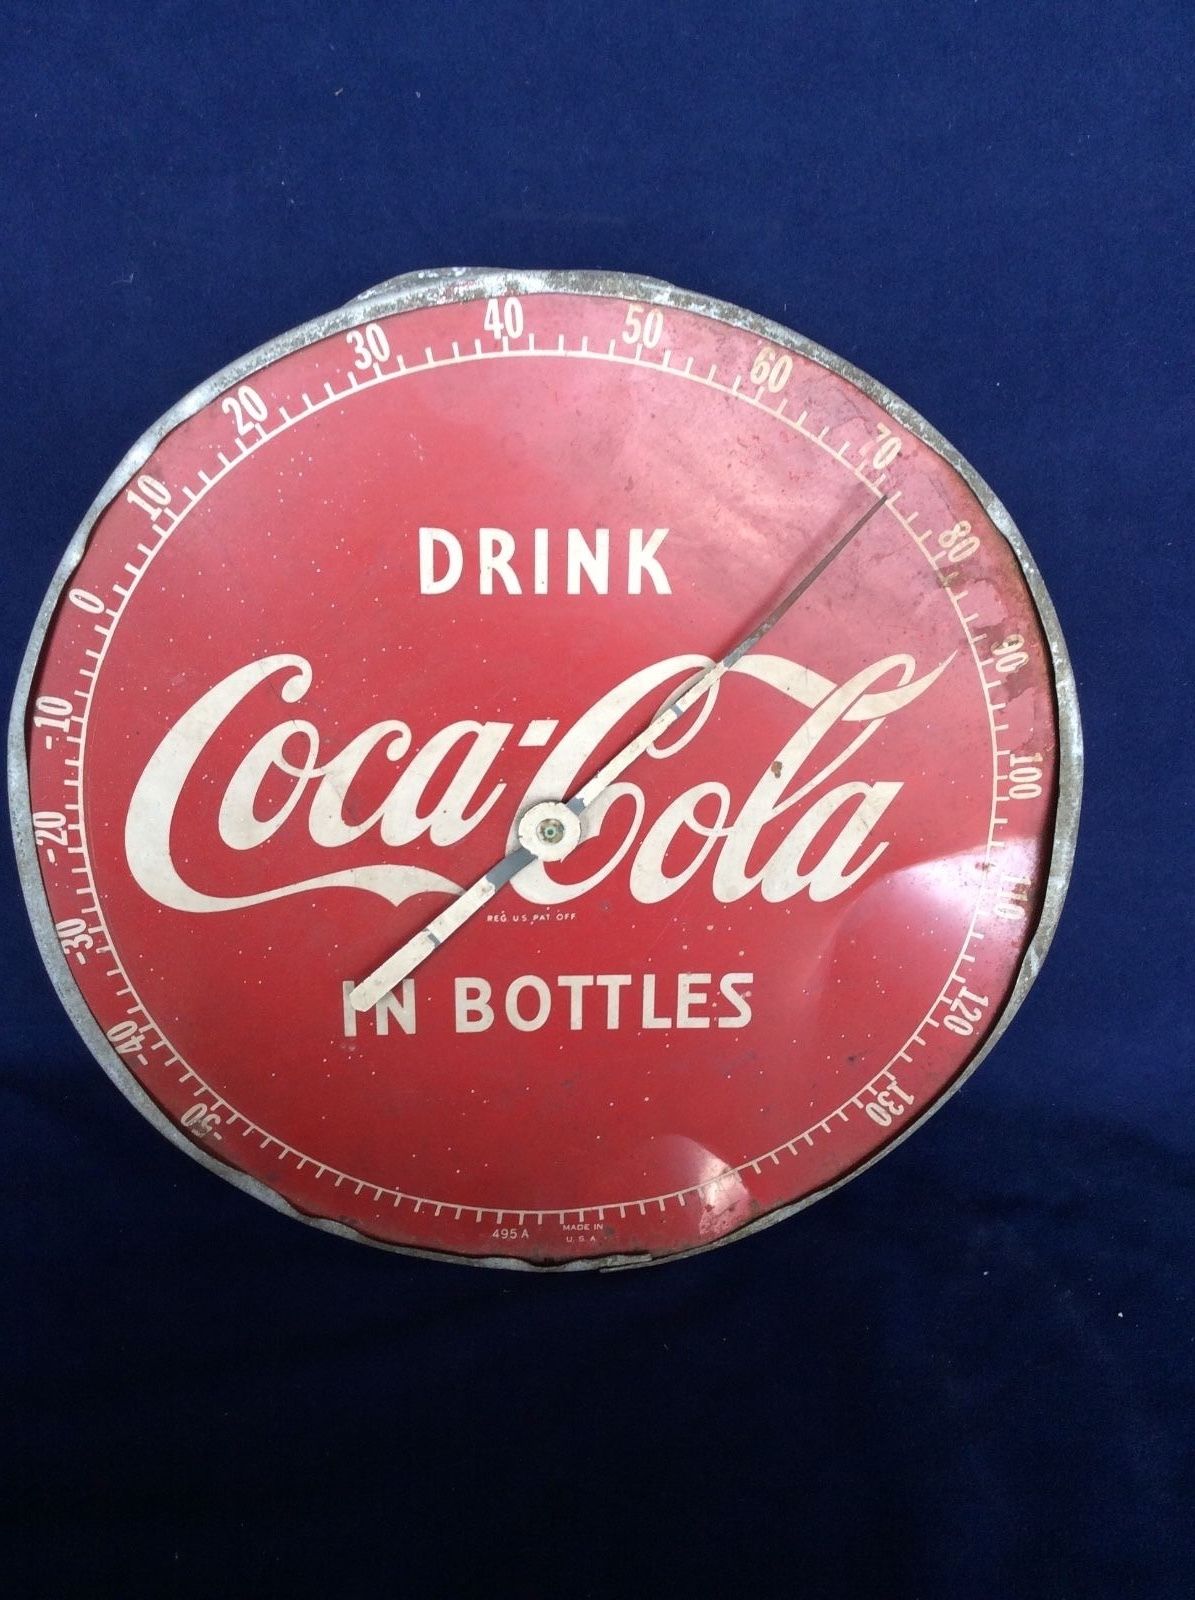 -50 -40 -30 -20 -10 0 10 20 30 40 50 60 70 80 90 100 110 120 130
DRINK
Coca-Cola
REG. U.S. PAT. OFF.
IN BOTTLES
495A
MADE IN
U.S.A.